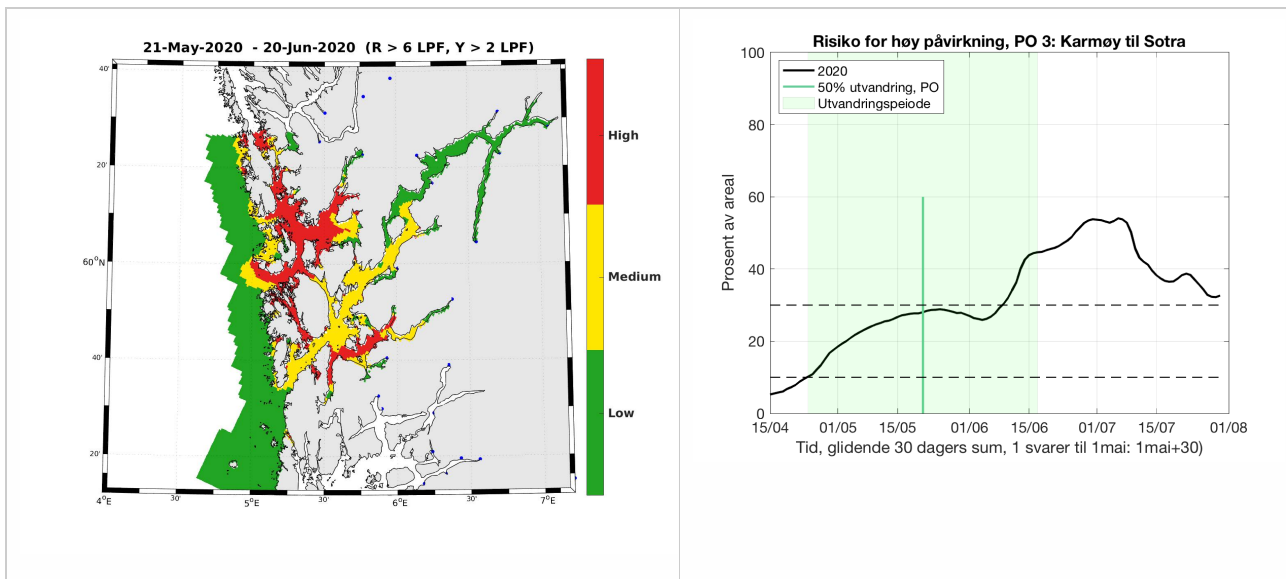 21-May-2020 - 20-Jun-2020 (R > 6 LPF, Y > 2 LPF)
40'
20'
60°N
40'
20'
4°E
30'
5°E
30'
6°E
30'
7°E
High
Medium
Low
Risiko for høy påvirkning, PO 3: Karmøy til Sotra
2020
50% utvandring, PO
Utvandringspeiode
Prosent av areal
100
80
60
40
20
0
15/04
01/05
15/05
01/06
15/06
01/07
15/07
01/08
Tid, glidende 30 dagers sum, 1 svarer til 1mai: 1mai+30)